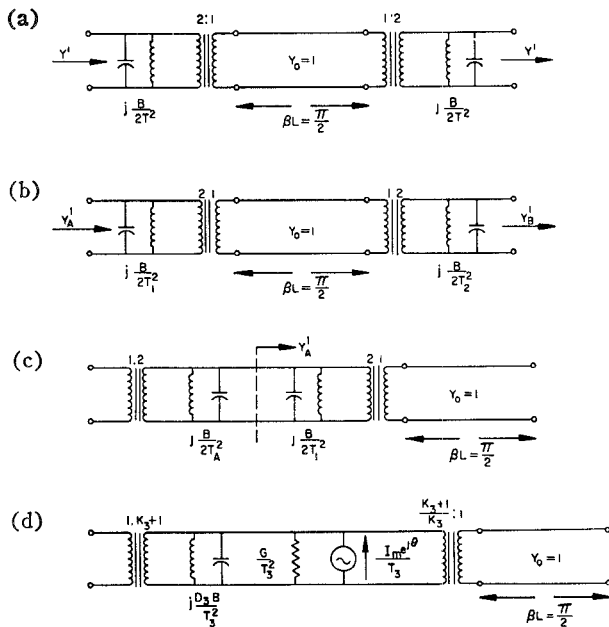 (a)
2:1
1:2
Y'
Y₀ = 1
Y'
j B/2T²
βL = π/2
j B/2T²
(b)
2:1
1:2
Y'_A
Y₀ = 1
Y'_B
j B/2T₁²
βL = π/2
j B/2T₂²
(c)
Y'_A
1:2
2:1
Y₀ = 1
j B/2T_A²
j B/2T₁²
βL = π/2
(d)
1:K₃+1
K₃+1/K₃ :1
G/T₃²
I_m e^jθ/T₃
Y₀ = 1
j D₃B/T₃²
βL = π/2